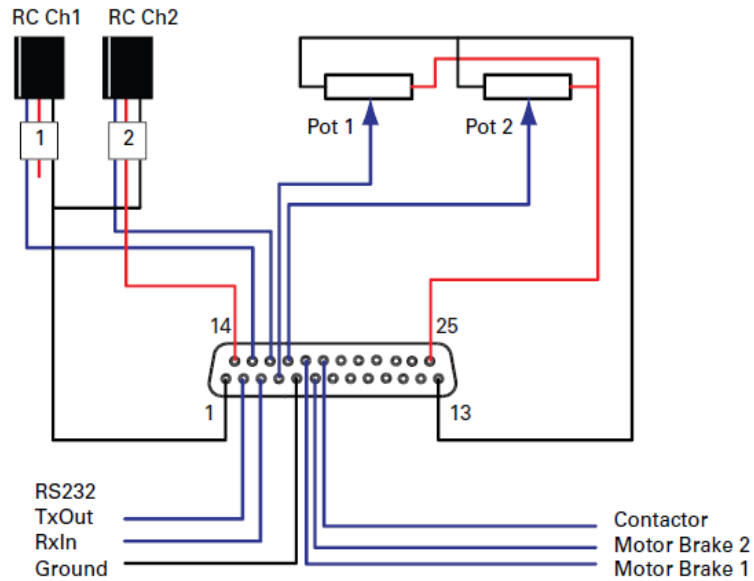 RC Ch1 RC Ch2
1 2
Pot 1 Pot 2
14 25
1 13
RS232
TxOut
RxIn
Ground
Contactor
Motor Brake 2
Motor Brake 1